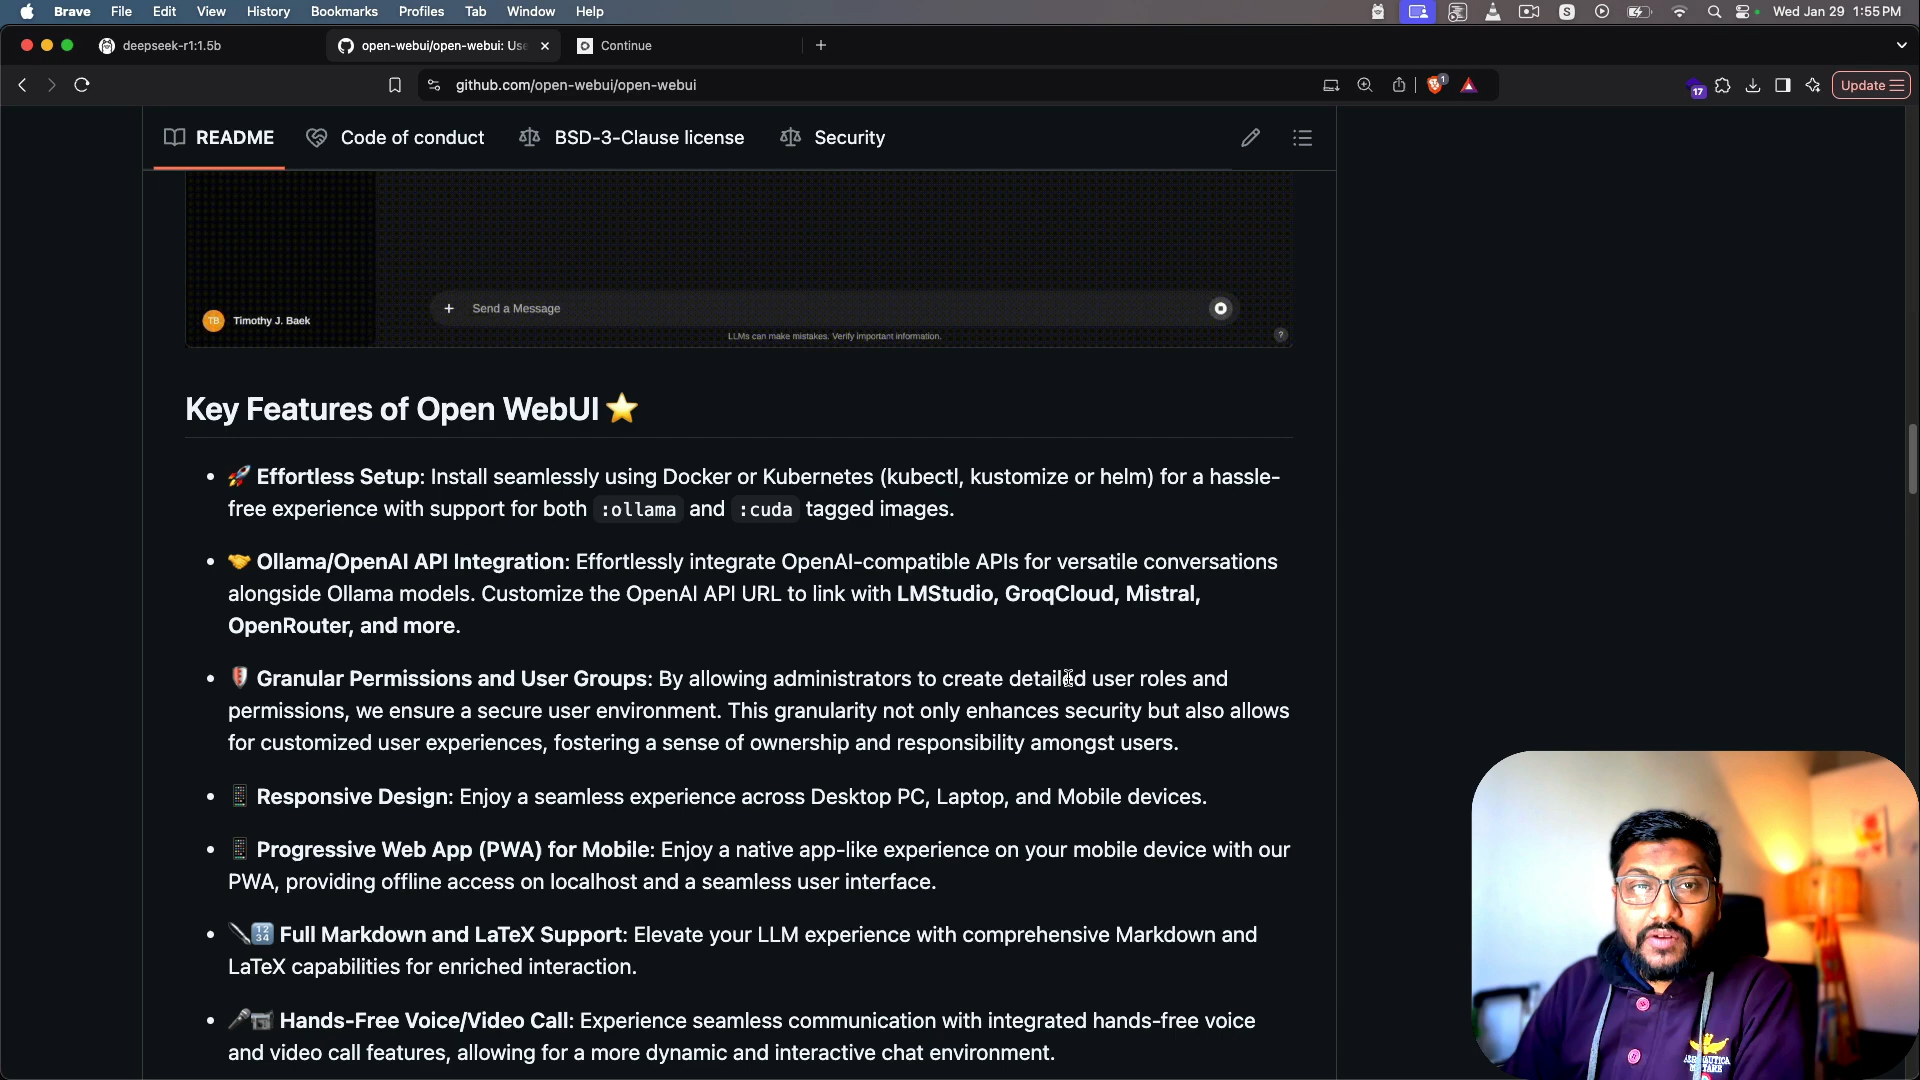 Brave File Edit View History Bookmarks Profiles Tab Window Help S Wed Jan 29 1:55 PM
deepseek-r1:1.5b open-webui/open-webui: Use Continue
github.com/open-webui/open-webui 1 17 Update
README Code of conduct BSD-3-Clause license Security
TB Timothy J. Baek
+ Send a Message
LLMs can make mistakes. Verify important information.
?
Key Features of Open WebUI ⭐
• 🚀 Effortless Setup: Install seamlessly using Docker or Kubernetes (kubectl, kustomize or helm) for a hassle-
free experience with support for both :ollama and :cuda tagged images.
• 🤝 Ollama/OpenAI API Integration: Effortlessly integrate OpenAI-compatible APIs for versatile conversations
alongside Ollama models. Customize the OpenAI API URL to link with LMStudio, GroqCloud, Mistral,
OpenRouter, and more.
• 🛡️ Granular Permissions and User Groups: By allowing administrators to create detailed user roles and
permissions, we ensure a secure user environment. This granularity not only enhances security but also allows
for customized user experiences, fostering a sense of ownership and responsibility amongst users.
• 📱 Responsive Design: Enjoy a seamless experience across Desktop PC, Laptop, and Mobile devices.
• 📱 Progressive Web App (PWA) for Mobile: Enjoy a native app-like experience on your mobile device with our
PWA, providing offline access on localhost and a seamless user interface.
• ✒️🔢 Full Markdown and LaTeX Support: Elevate your LLM experience with comprehensive Markdown and
LaTeX capabilities for enriched interaction.
• 🎤📹 Hands-Free Voice/Video Call: Experience seamless communication with integrated hands-free voice
and video call features, allowing for a more dynamic and interactive chat environment.